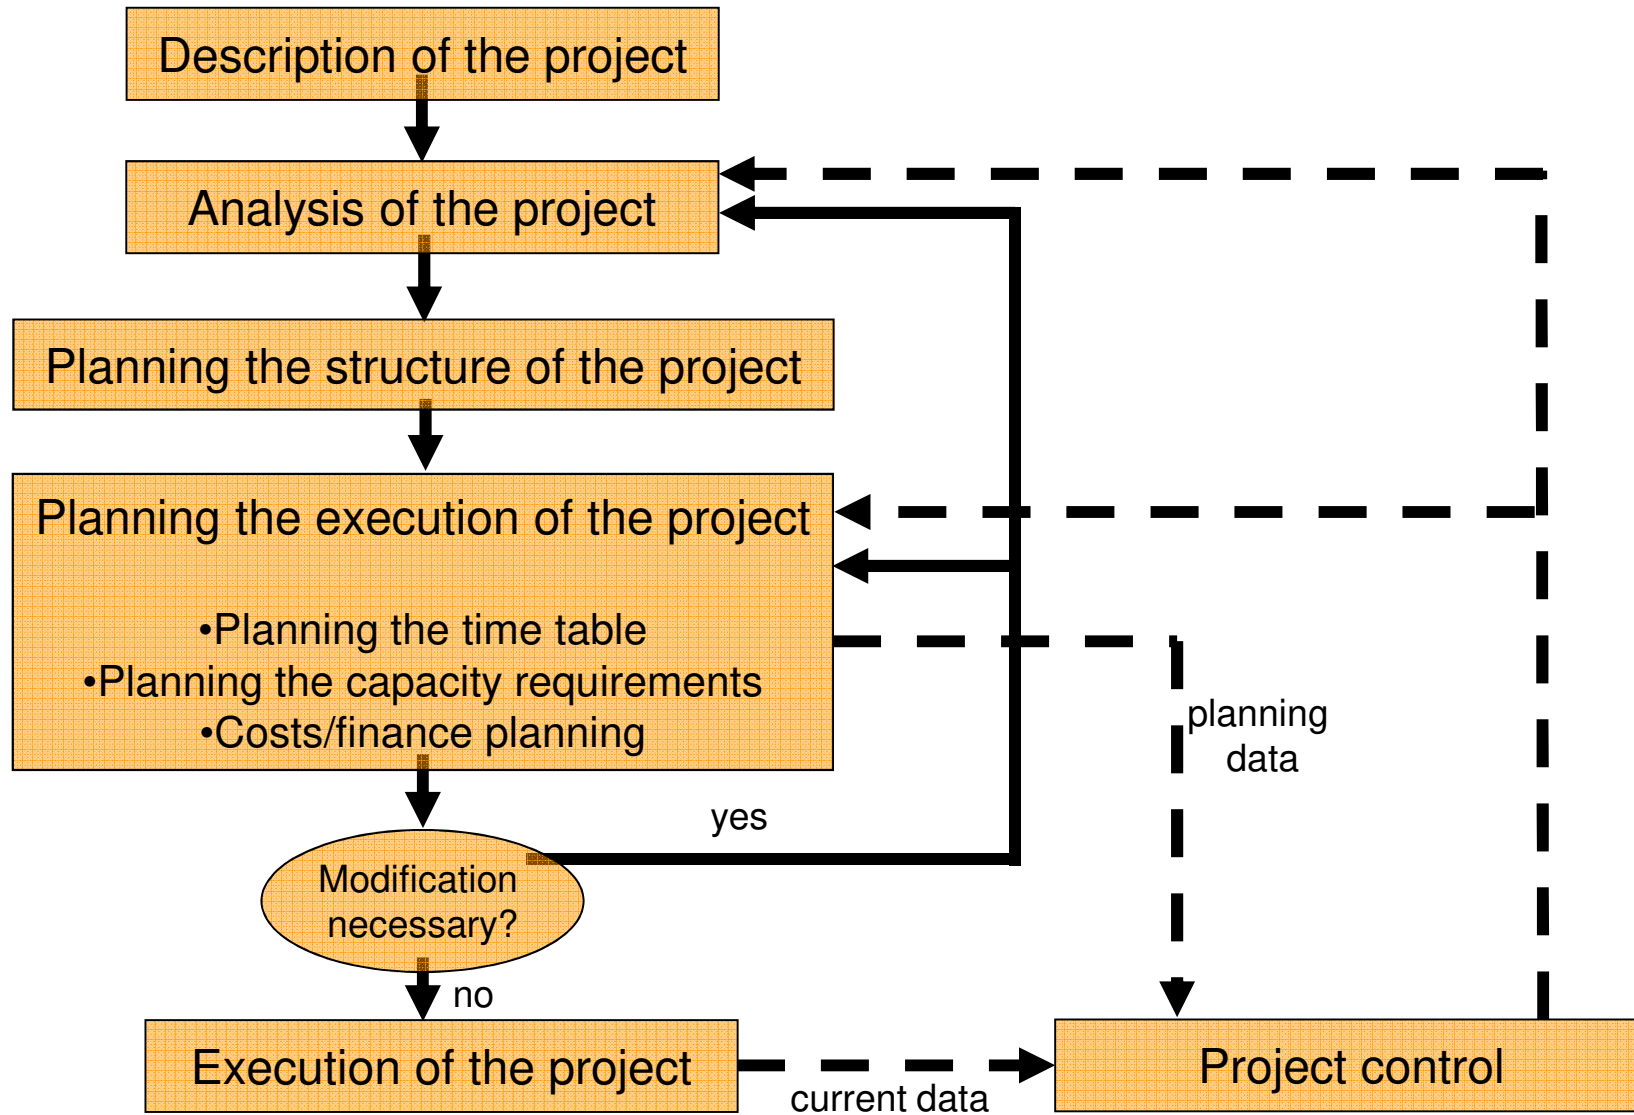 Description of the project
Analysis of the project
Planning the structure of the project
Planning the execution of the project
•Planning the time table
•Planning the capacity requirements
•Costs/finance planning
planning
data
yes
Modification
necessary?
no
Execution of the project
current data
Project control